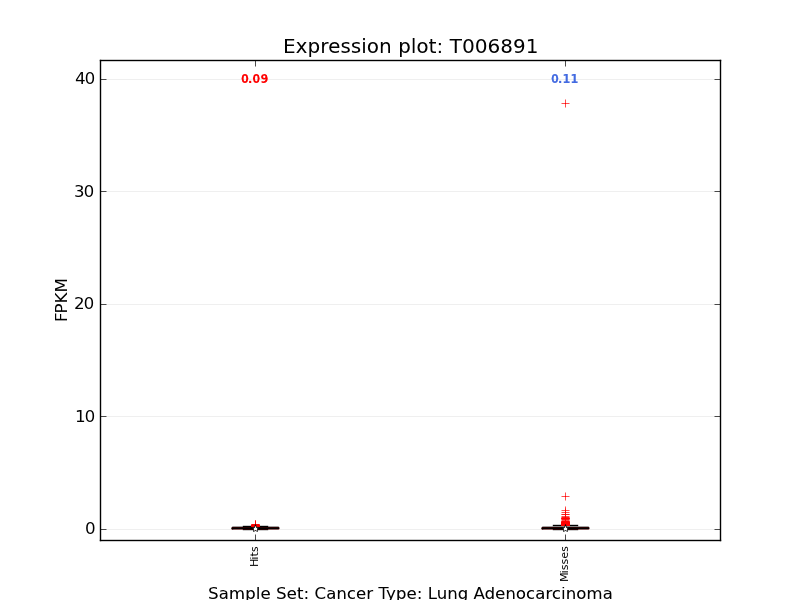 Expression plot: T006891
40
0.09
0.11
30
FPKM
20
10
0
Hits
Misses
Sample Set: Cancer Type: Lung Adenocarcinoma